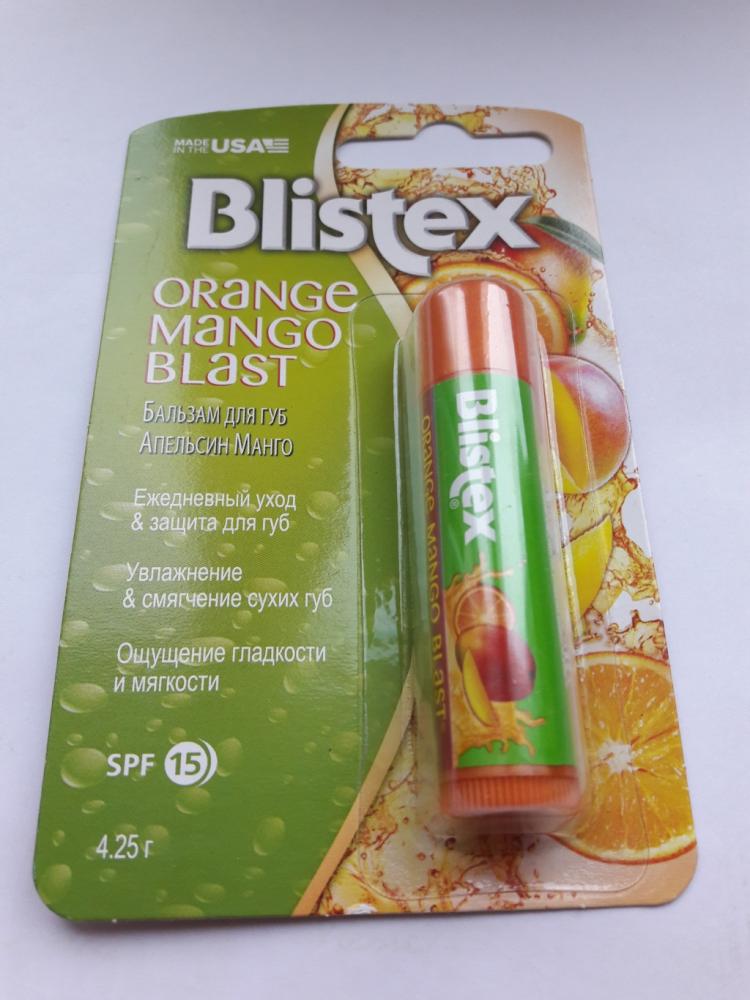 MADE
IN THE USA
Blistex
ORANGE
MANGO
BLAST
БАЛЬЗАМ ДЛЯ ГУБ
АПЕЛЬСИН МАНГО
Ежедневный уход
& защита для губ
Увлажнение
& смягчение сухих губ
Ощущение гладкости
и мягкости
SPF 15
4.25 г
Blistex®
ORANGE MANGO BLAST